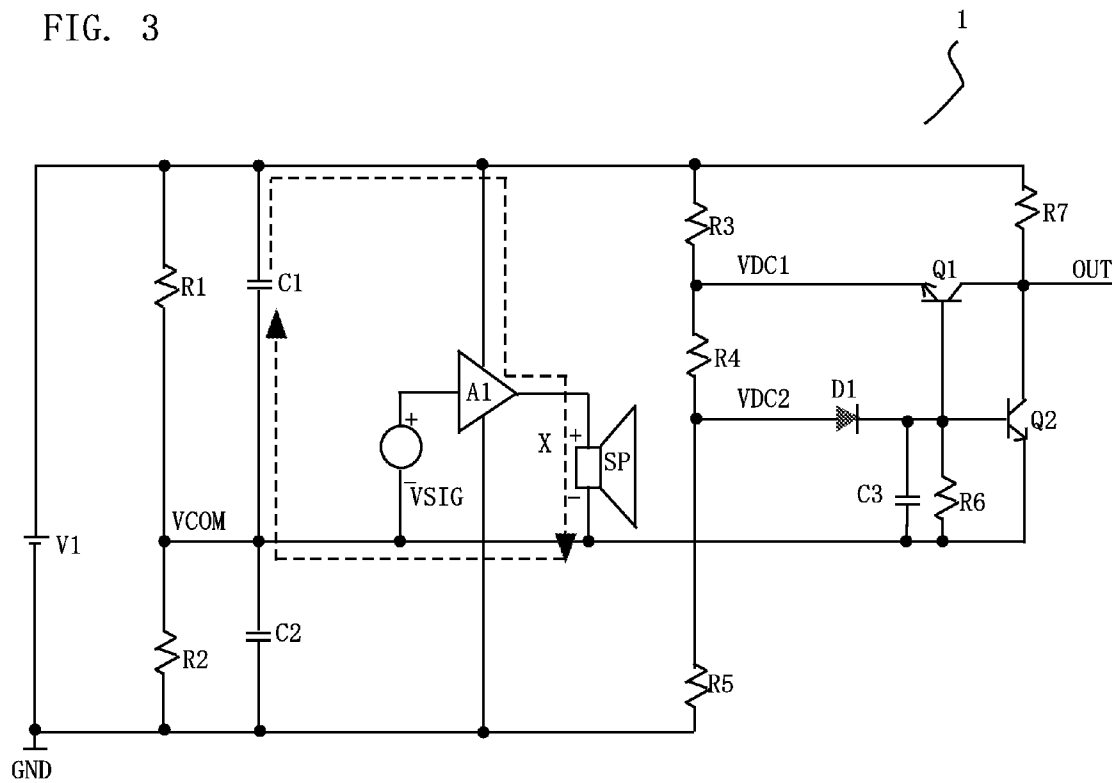 FIG. 3
1
R3
R7
VDC1
Q1
OUT
R1
C1
R4
A1
D1
VDC2
Q2
+
+
X
SP
VSIG
−
−
C3
R6
VCOM
V1
C2
R2
R5
GND